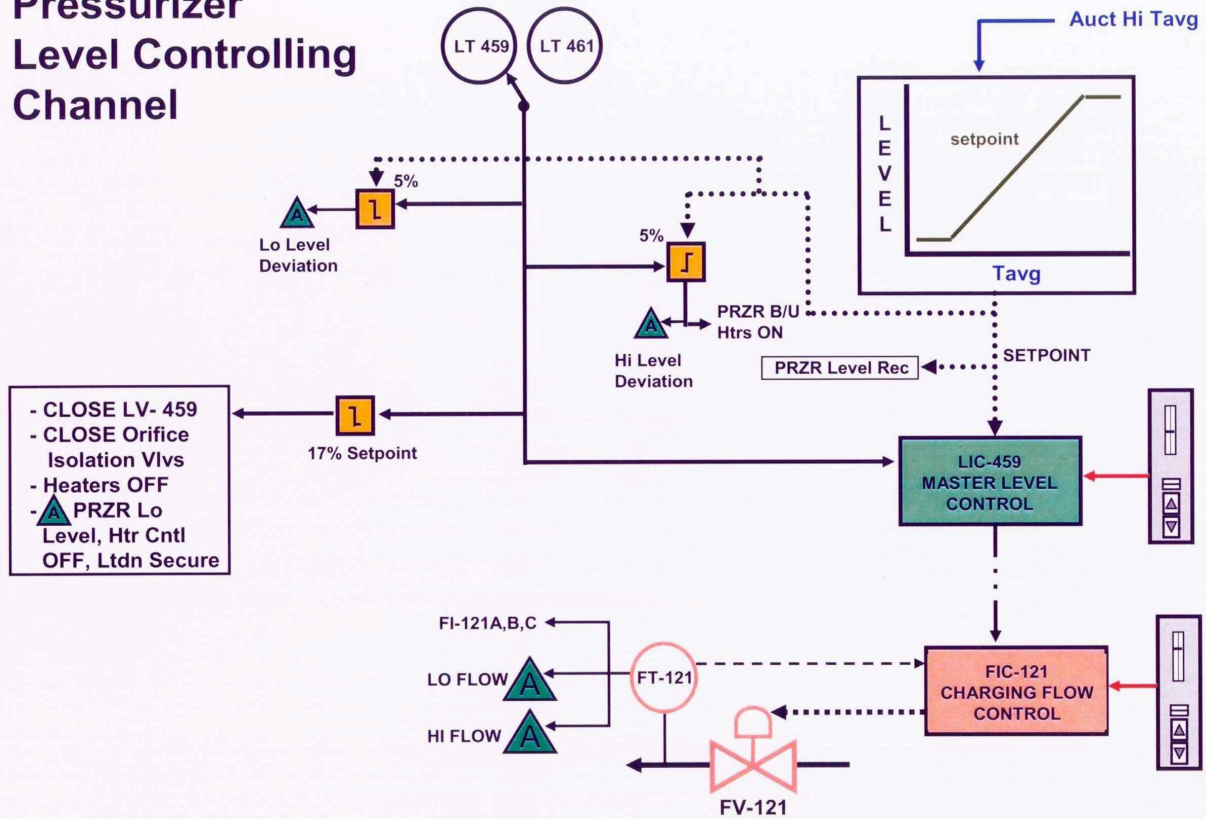 Pressurizer
Level Controlling
Channel
LT 459
LT 461
Auct Hi Tavg
LEVEL
setpoint
Tavg
5%
A
Lo Level
Deviation
5%
A
PRZR B/U
Htrs ON
Hi Level
Deviation
PRZR Level Rec
SETPOINT
- CLOSE LV- 459
- CLOSE Orifice
Isolation Vlvs
- Heaters OFF
- A PRZR Lo
Level, Htr Cntl
OFF, Ltdn Secure
17% Setpoint
LIC-459
MASTER LEVEL
CONTROL
FI-121A,B,C
LO FLOW A
HI FLOW A
FT-121
FIC-121
CHARGING FLOW
CONTROL
FV-121